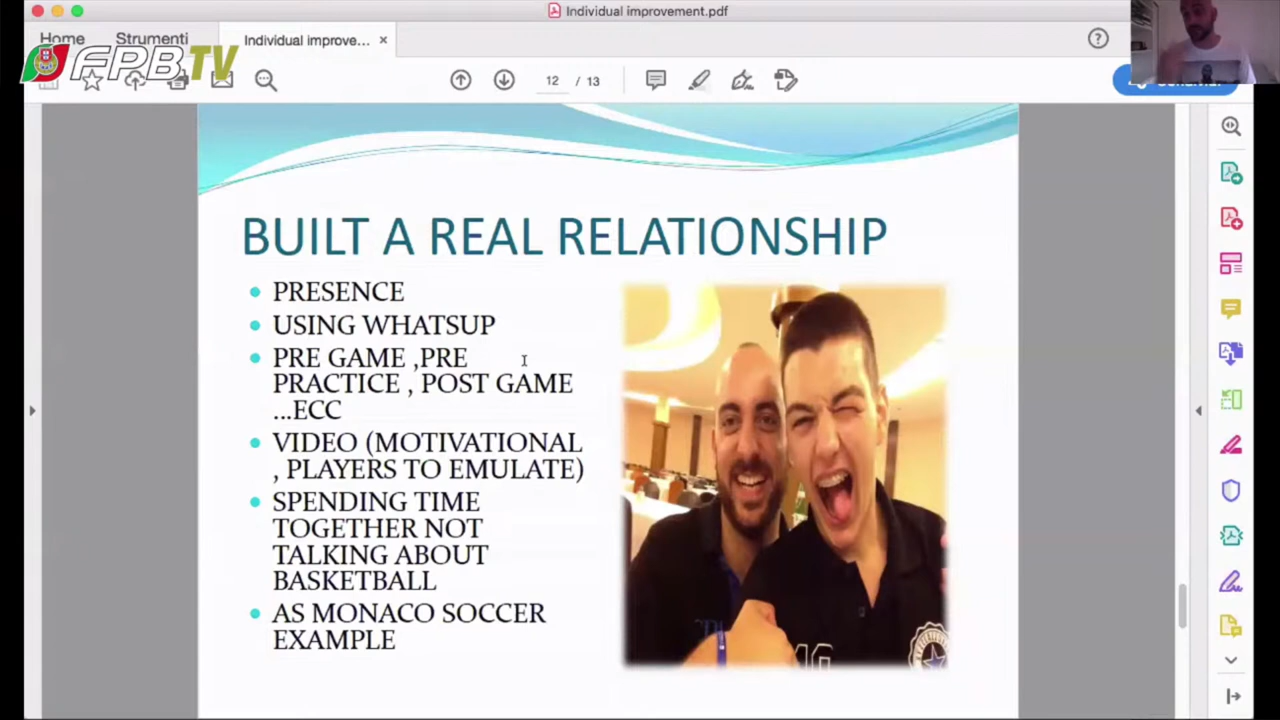 Individual improvement.pdf
Home
Strumenti
Individual improve...
FPBTV
12 / 13
BUILT A REAL RELATIONSHIP
PRESENCE
USING WHATSUP
PRE GAME ,PRE
PRACTICE , POST GAME
...ECC
VIDEO (MOTIVATIONAL
, PLAYERS TO EMULATE)
SPENDING TIME
TOGETHER NOT
TALKING ABOUT
BASKETBALL
AS MONACO SOCCER
EXAMPLE